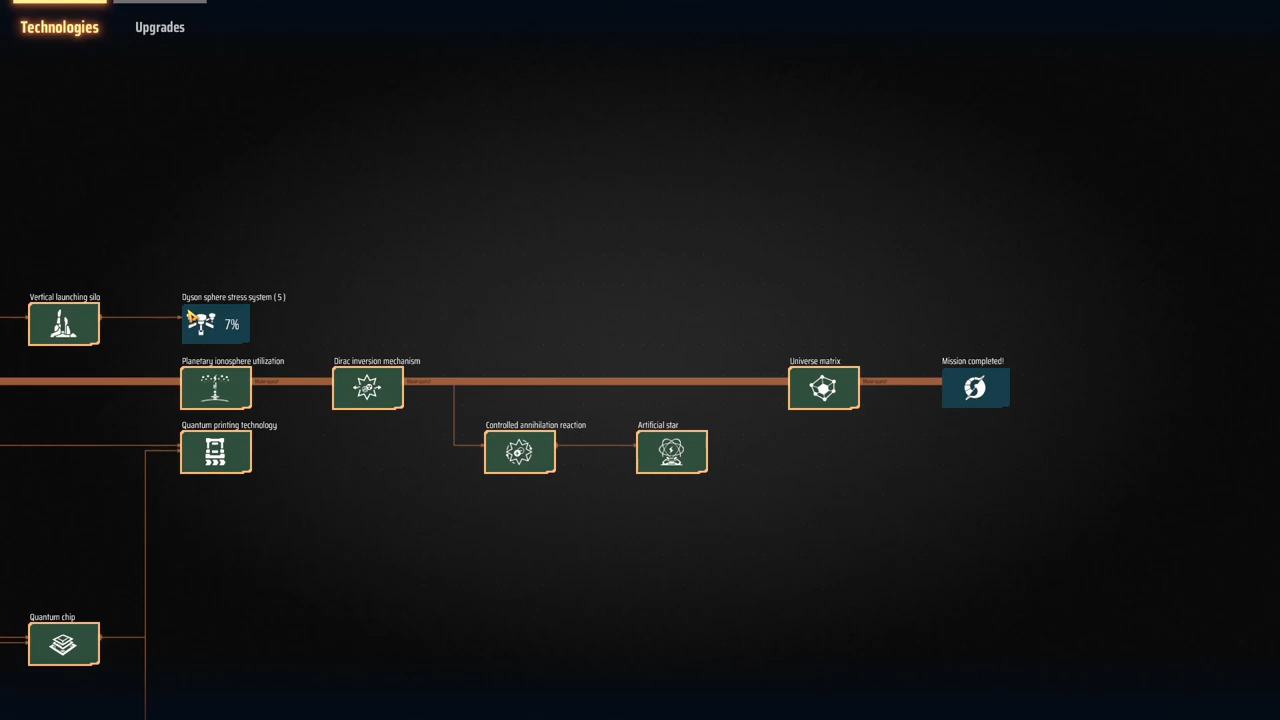 Technologies
Upgrades
Vertical launching silo
Dyson sphere stress system ( 5 )
7%
Planetary ionosphere utilization
Dirac inversion mechanism
Universe matrix
Mission completed!
Quantum printing technology
Controlled annihilation reaction
Artificial star
Quantum chip